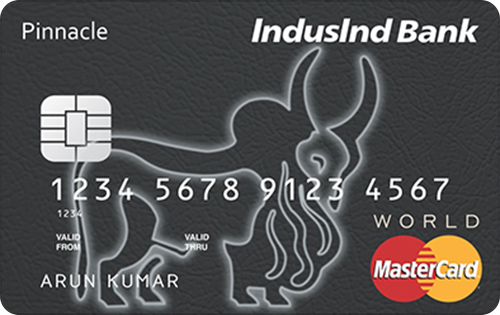 Pinnacle
IndusInd Bank
1234 5678 9123 4567
1234
WORLD
VALID FROM
VALID THRU
ARUN KUMAR
MasterCard